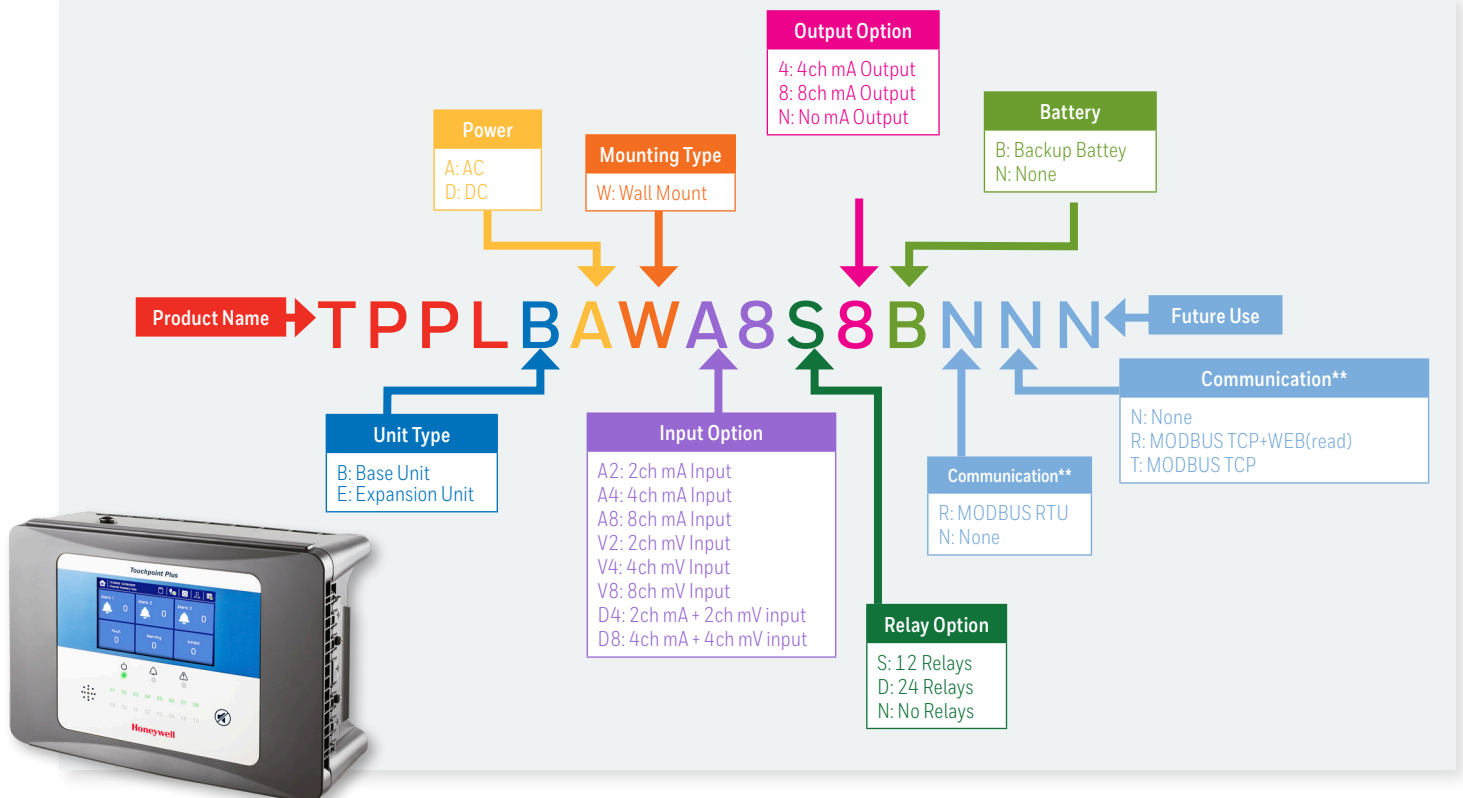 Output Option
4: 4ch mA Output
8: 8ch mA Output
N: No mA Output
Power
A: AC
D: DC
Mounting Type
W: Wall Mount
Battery
B: Backup Battey
N: None
Product Name
TPPLBAWA8S8BNNN
Future Use
Unit Type
B: Base Unit
E: Expansion Unit
Input Option
A2: 2ch mA Input
A4: 4ch mA Input
A8: 8ch mA Input
V2: 2ch mV Input
V4: 4ch mV Input
V8: 8ch mV Input
D4: 2ch mA + 2ch mV input
D8: 4ch mA + 4ch mV input
Relay Option
S: 12 Relays
D: 24 Relays
N: No Relays
Communication**
R: MODBUS RTU
N: None
Communication**
N: None
R: MODBUS TCP+WEB(read)
T: MODBUS TCP
Touchpoint Plus
Alarm 1
0
Alarm 2
0
Alarm 3
0
Fault
0
Warning
0
Inhibit
0
Honeywell